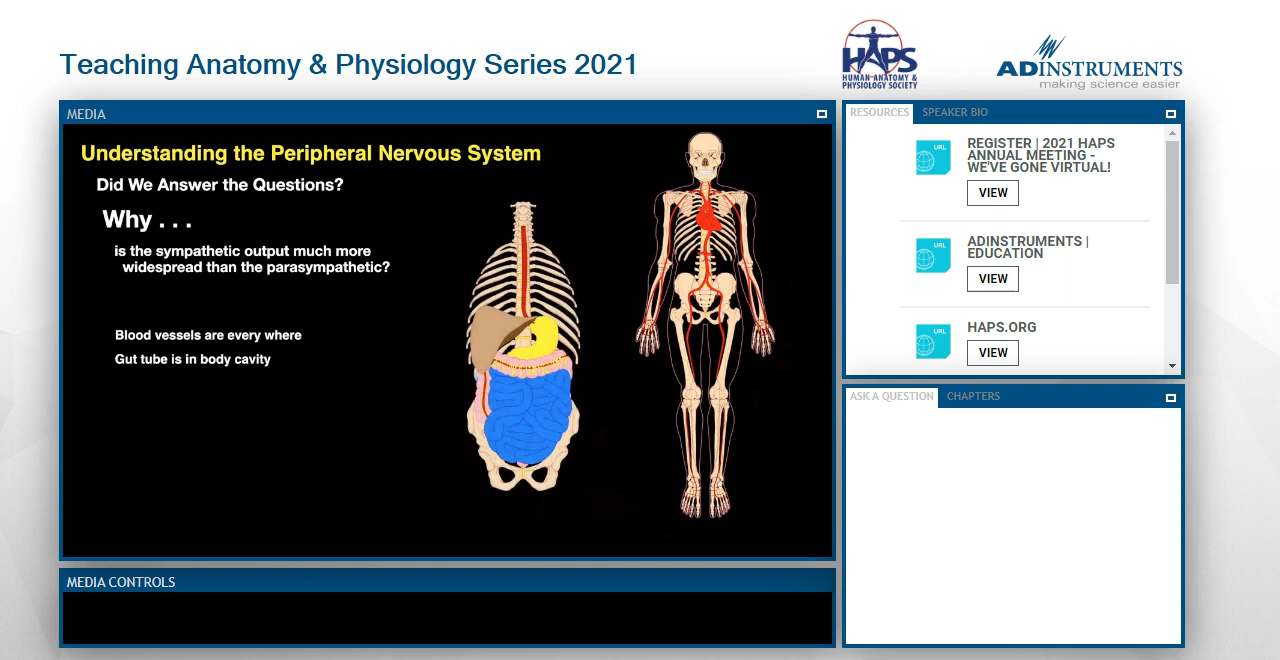 Teaching Anatomy & Physiology Series 2021
HAPS
HUMAN ANATOMY &
PHYSIOLOGY SOCIETY
ADINSTRUMENTS
making science easier
MEDIA
Understanding the Peripheral Nervous System
Did We Answer the Questions?
Why . . .
is the sympathetic output much more
widespread than the parasympathetic?
Blood vessels are every where
Gut tube is in body cavity
MEDIA CONTROLS
RESOURCES SPEAKER BIO
URL
REGISTER | 2021 HAPS
ANNUAL MEETING -
WE'VE GONE VIRTUAL!
VIEW
URL
ADINSTRUMENTS |
EDUCATION
VIEW
URL
HAPS.ORG
VIEW
ASK A QUESTION CHAPTERS